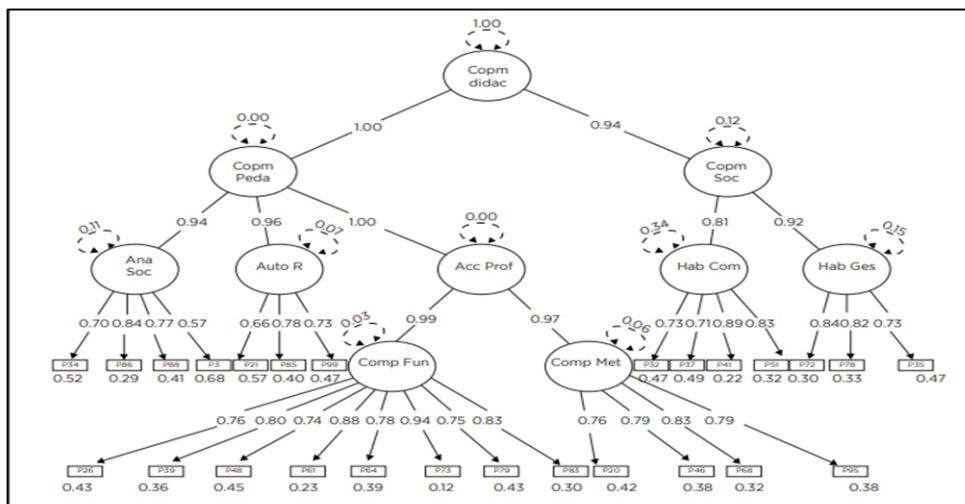 1.00
Copm
didac
0.00
1.00
0.94
0.12
Copm
Peda
Copm
Soc
0.94
0.96
1.00
0.81
0.92
0.11
0.07
0.00
0.34
0.15
Ana
Soc
Auto R
Acc Prof
Hab Com
Hab Ges
0.70 0.84 0.77 0.57
0.66 0.78 0.73
0.99
0.97
0.73 0.71 0.89 0.83
0.84 0.82 0.73
0.03
0.06
P34 P86 P88 P3 P21 P85 P99
Comp Fun
Comp Met
P32 P37 P41 P51 P72 P78 P35
0.52 0.29 0.41 0.68 0.57 0.40 0.47
0.47 0.49 0.22 0.32 0.30 0.33 0.47
0.76 0.80 0.74 0.88 0.78 0.94 0.75 0.83
0.76 0.79 0.83 0.79
P26 P39 P48 P61 P64 P73 P79 P83 P20 P46 P68 P95
0.43 0.36 0.45 0.23 0.39 0.12 0.43 0.30 0.42 0.38 0.32 0.38